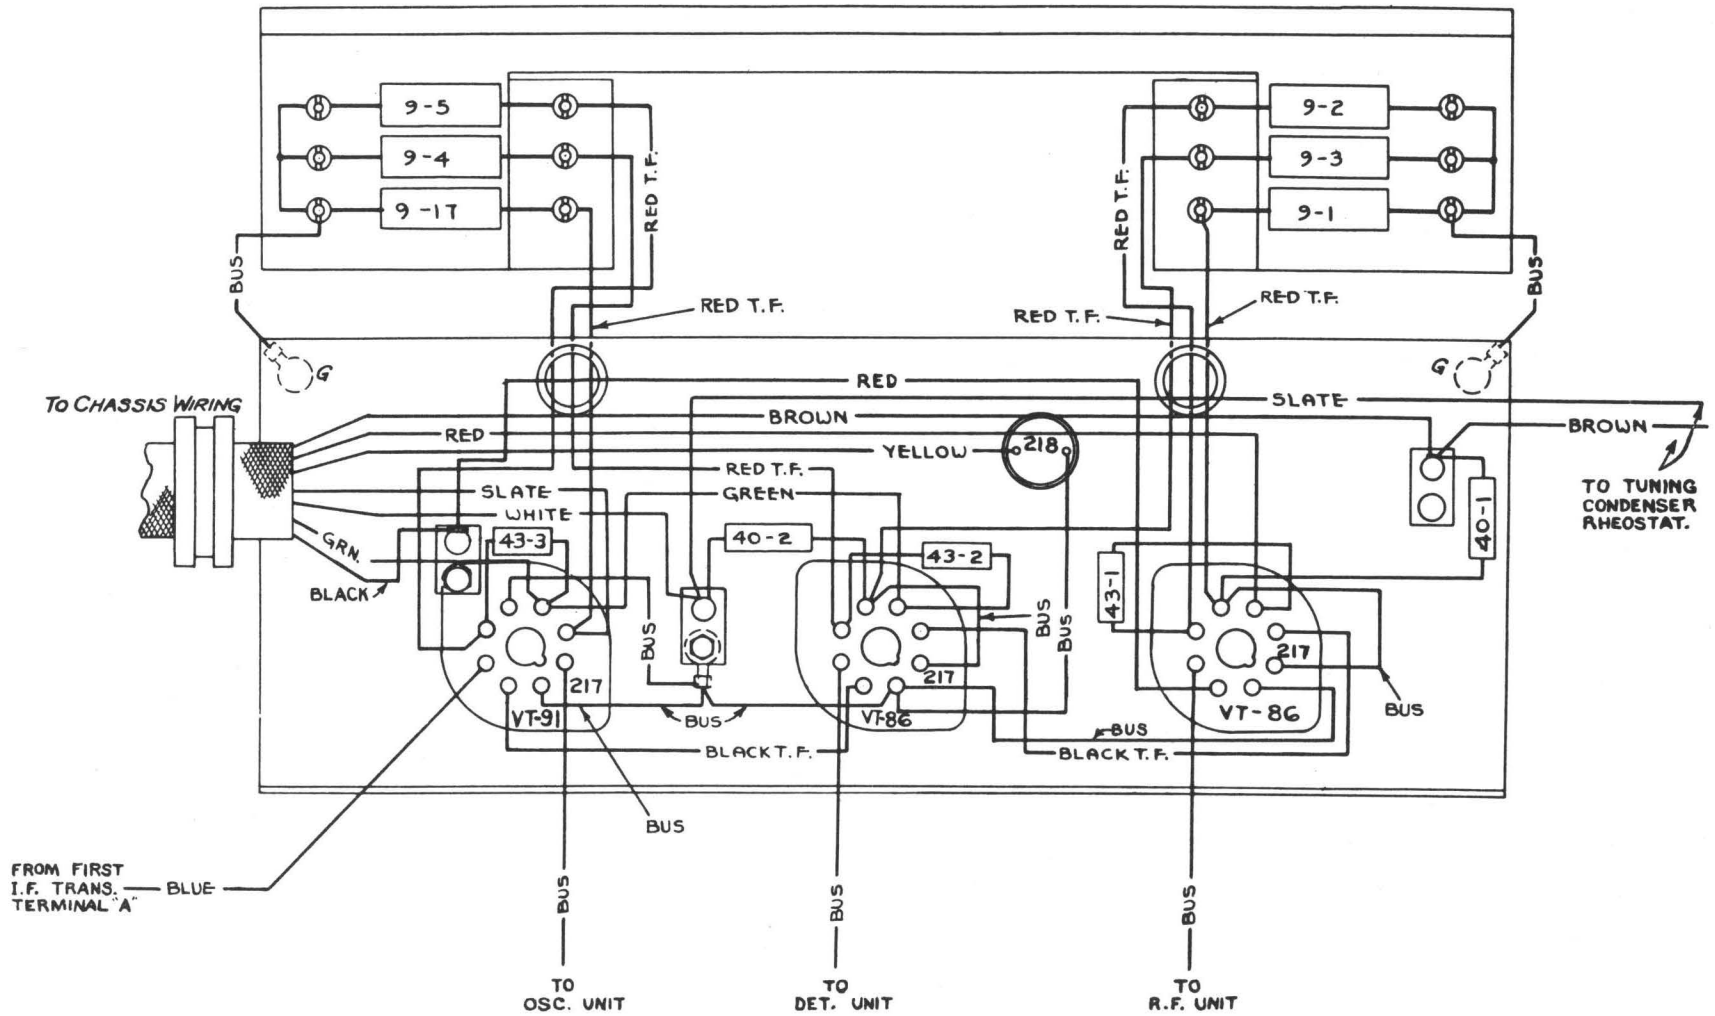 9-5
9-2
9-4
9-3
9-17
9-1
RED T.F.
RED T.F.
BUS
BUS
RED T.F.
RED T.F.
RED T.F.
G
G
RED
SLATE
TO CHASSIS WIRING
BROWN
BROWN
RED
YELLOW
218
RED T.F.
SLATE
GREEN
WHITE
TO TUNING
CONDENSER
RHEOSTAT.
40-1
GRN.
43-3
40-2
43-2
43-1
BLACK
BUS
BUS
BUS
217
217
217
VT-91
BUS
VT-86
VT-86
BUS
BUS
BLACK T.F.
BLACK T.F.
BUS
FROM FIRST
I.F. TRANS.
TERMINAL "A"
BLUE
BUS
BUS
BUS
TO
OSC. UNIT
TO
DET. UNIT
TO
R.F. UNIT